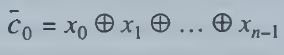 c̄₀ = x₀ ⊕ x₁ ⊕ … ⊕ xₙ₋₁